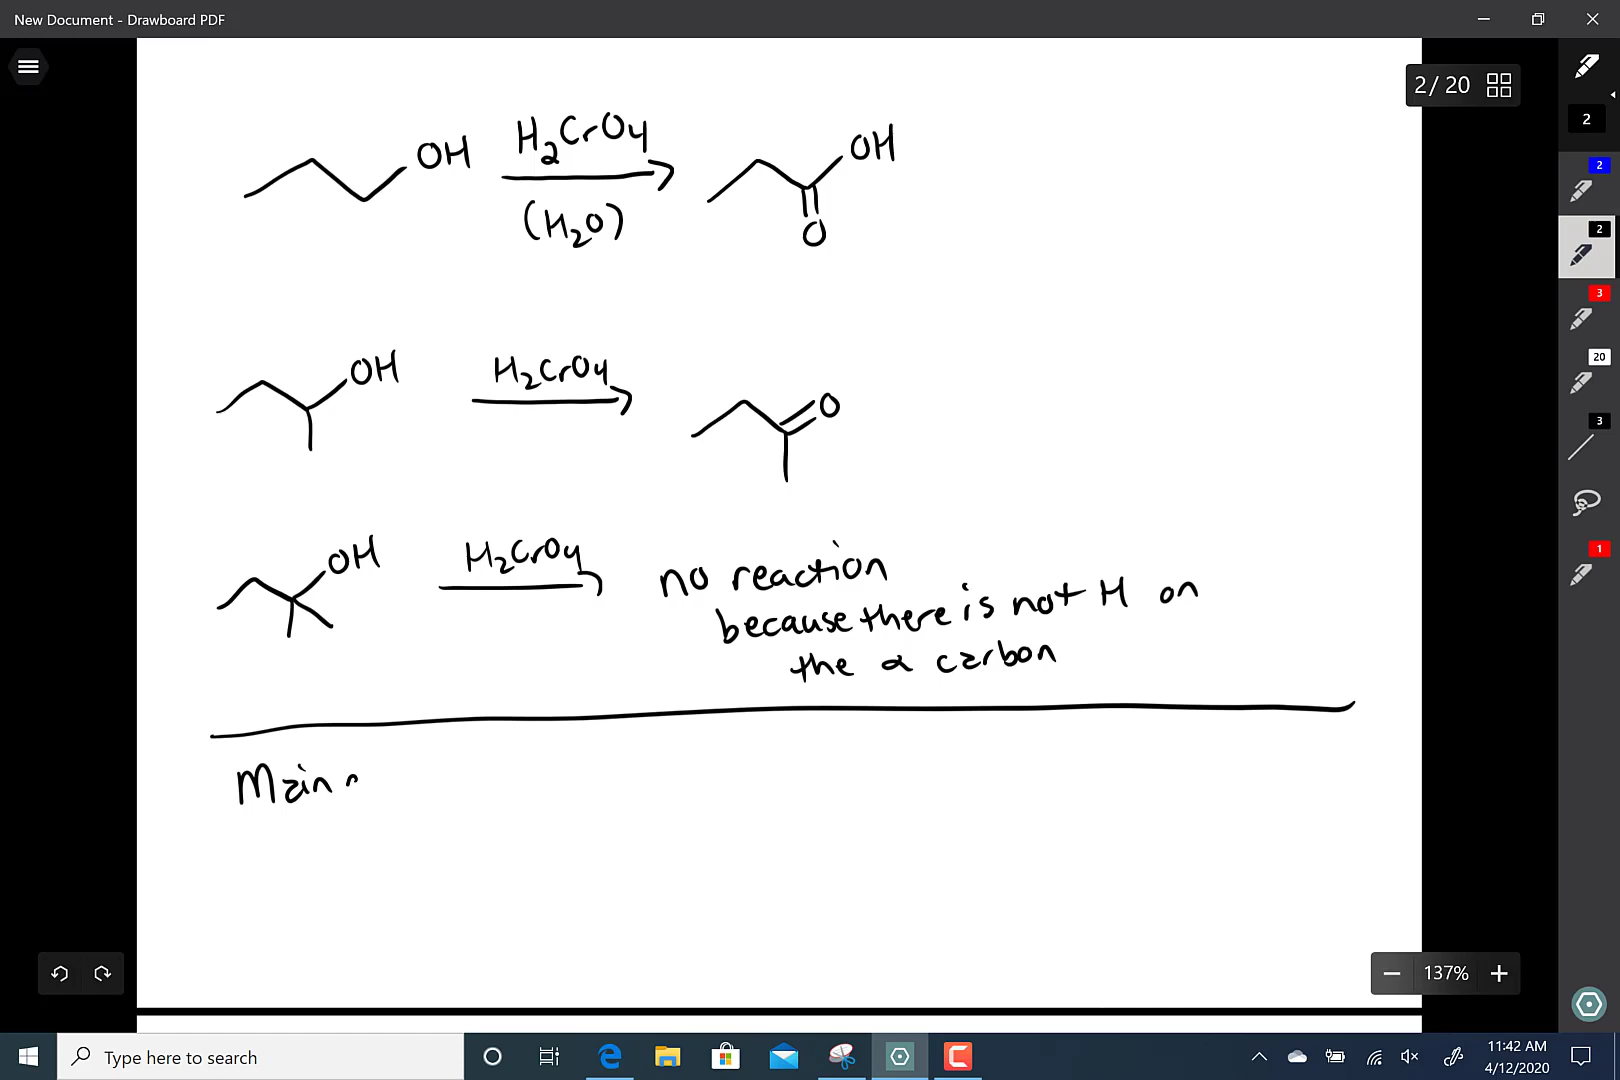 New Document - Drawboard PDF
2 / 20
2
2
2
3
20
3
1
OH H2CrO4 OH
(H2O)
O
OH H2CrO4
O
OH H2CrO4 no reaction
because there is not H on
the α carbon
Main
137%
Type here to search
11:42 AM
4/12/2020